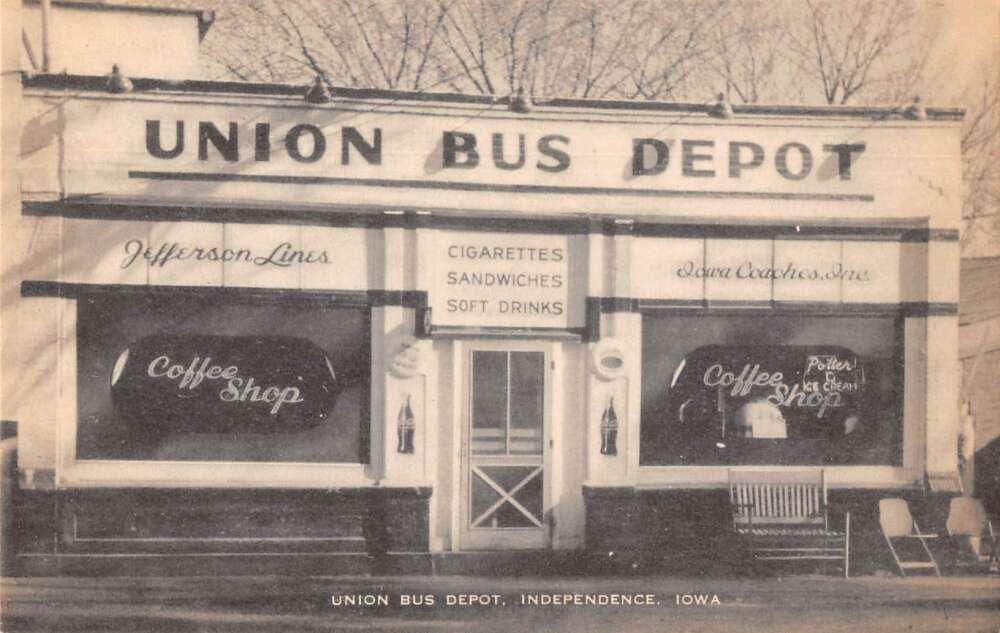 UNION BUS DEPOT
Jefferson Lines
CIGARETTES
SANDWICHES
SOFT DRINKS
Iowa Coaches, Inc.
Coffee
Shop
Coffee
Shop
ICE CREAM
UNION BUS DEPOT, INDEPENDENCE, IOWA